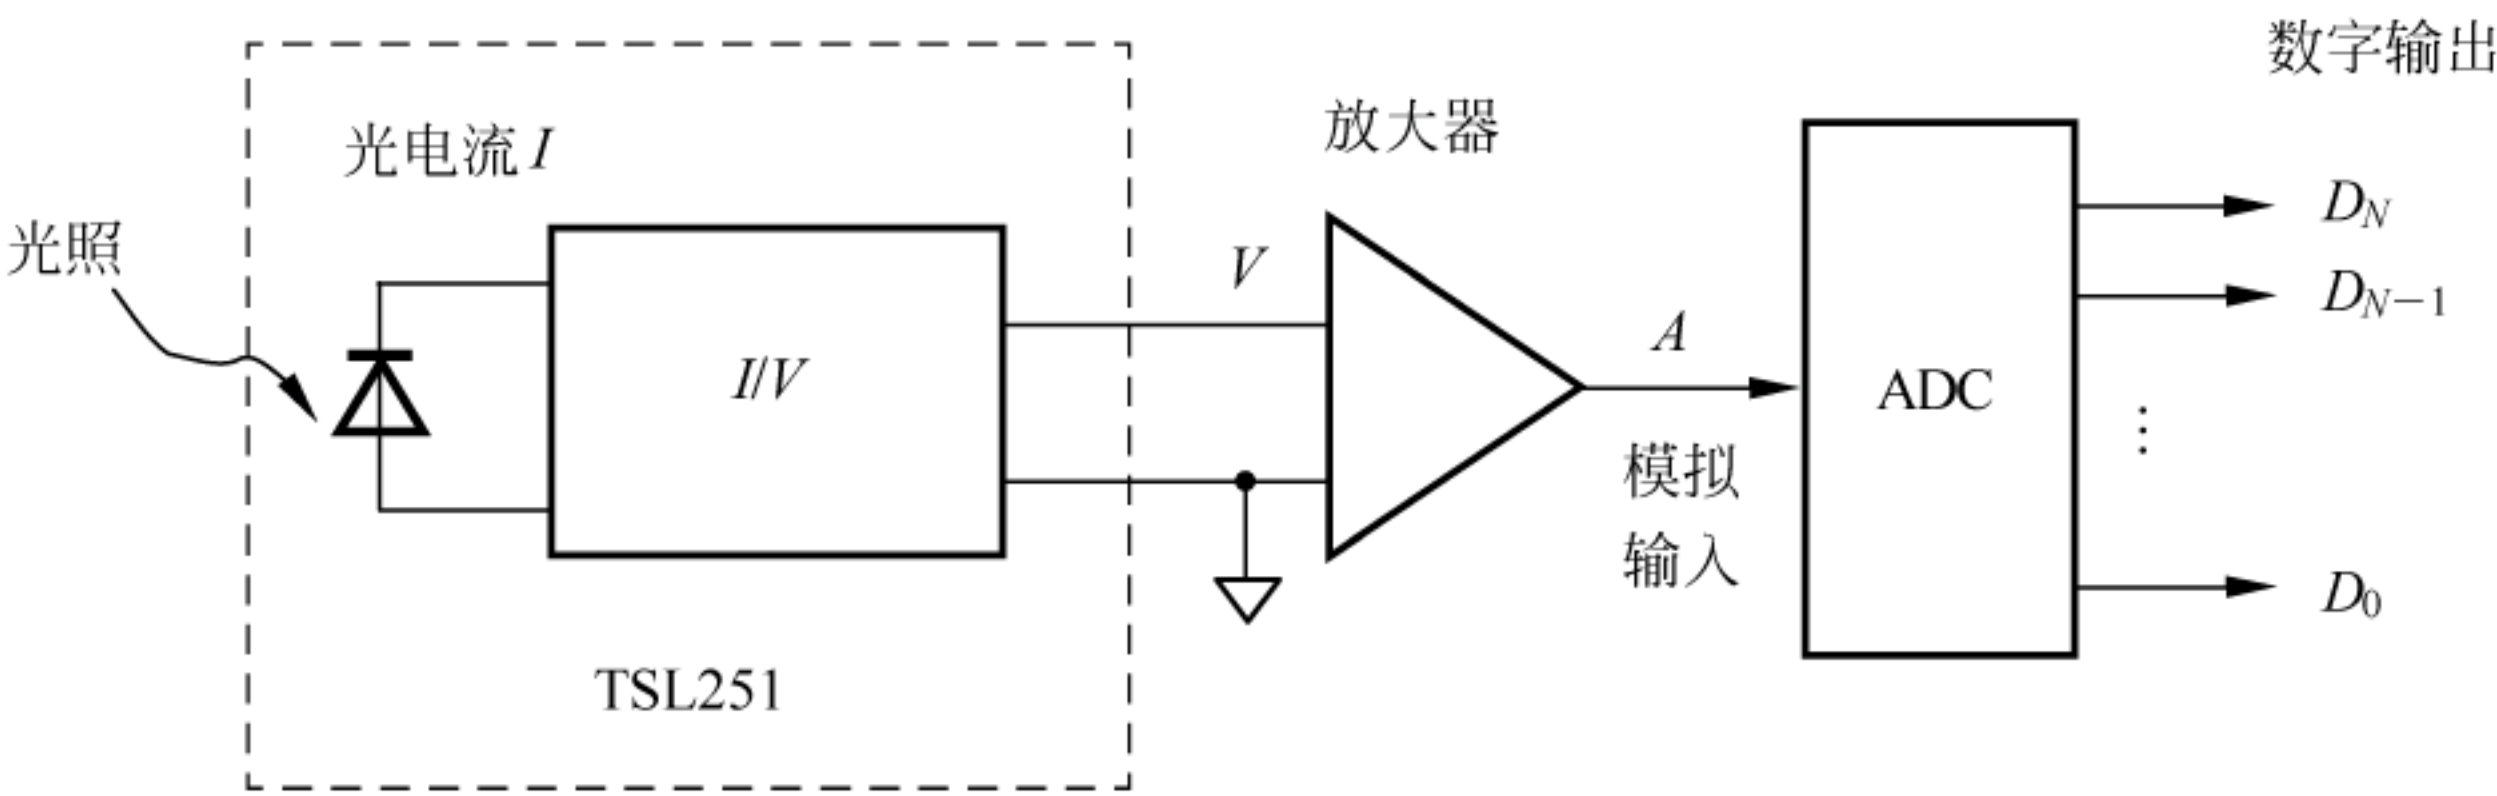 数字输出
放大器
光电流 I
光照
V
A
I/V
ADC
模拟
输入
D_N
D_{N-1}
⋮
D_0
TSL251